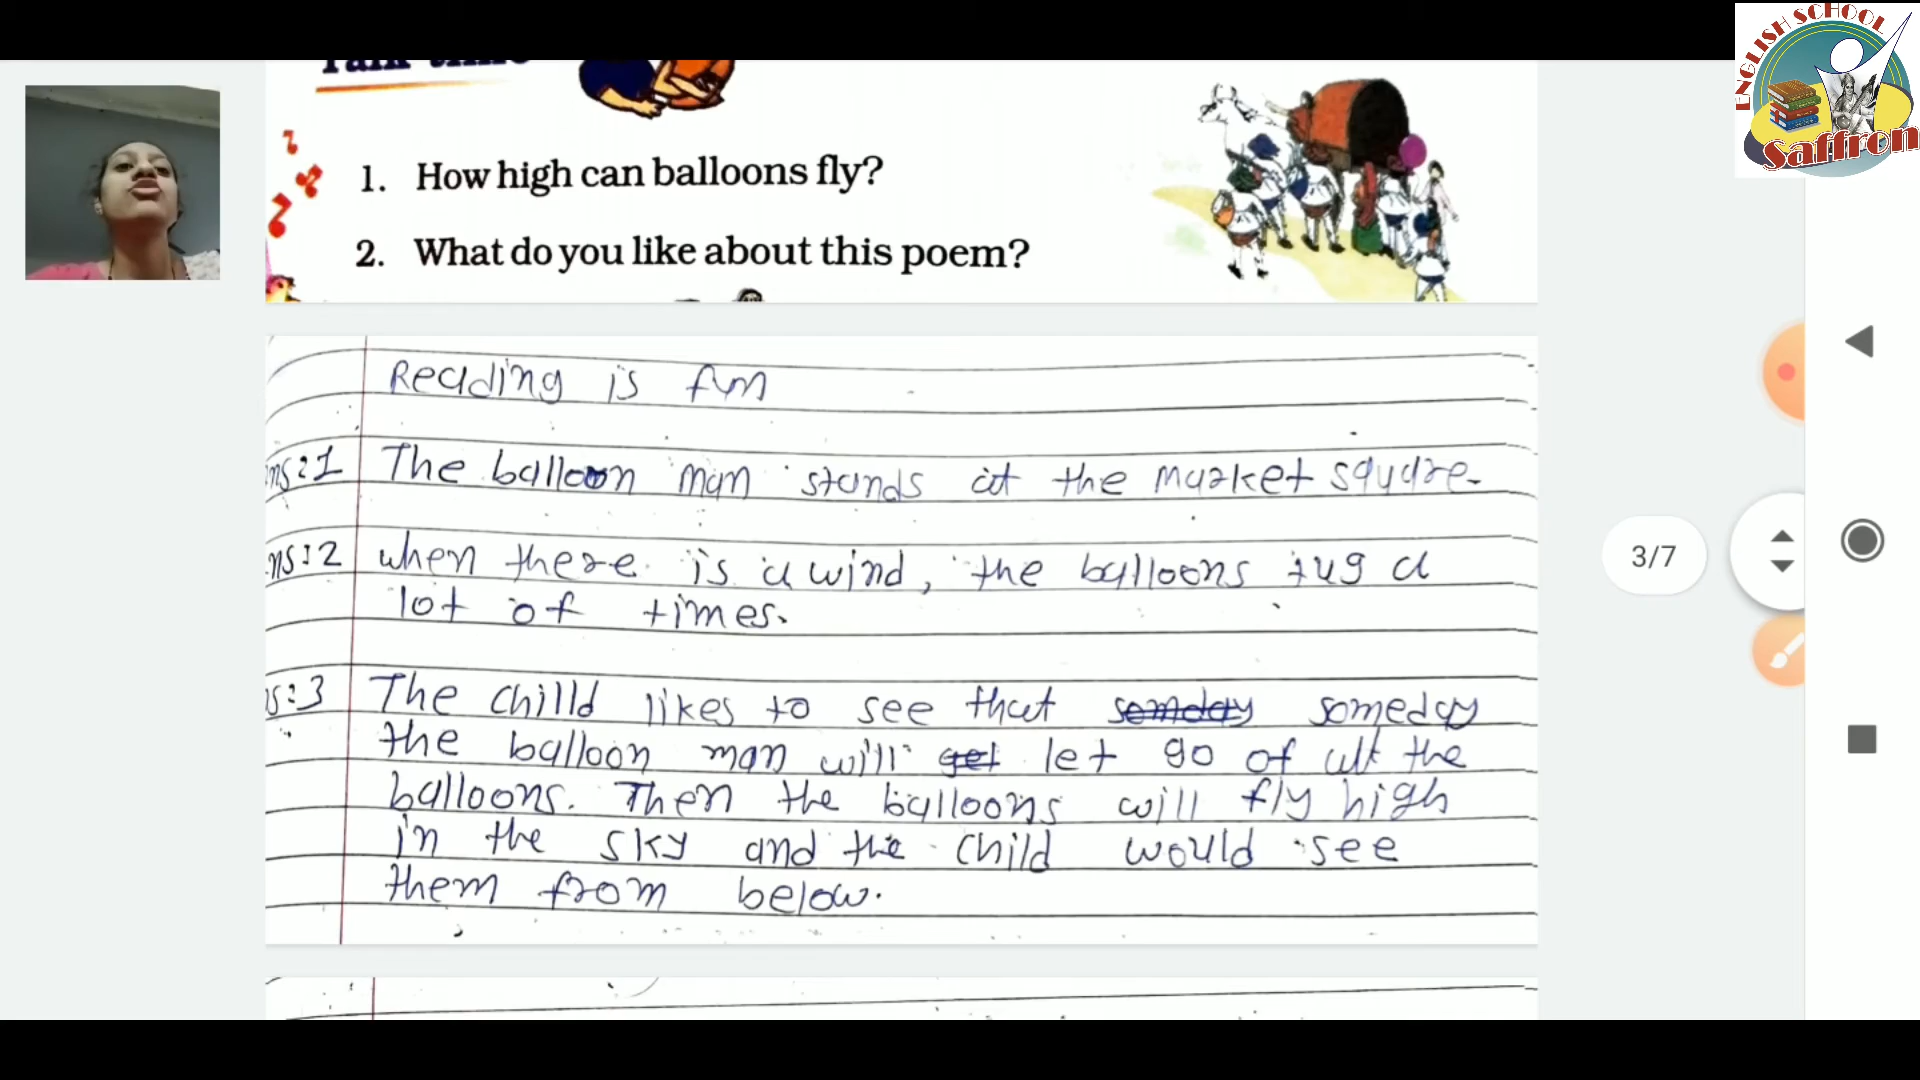 ENGLISH SCHOOL
Saffron
Talk time
1. How high can balloons fly?
2. What do you like about this poem?
Reading is fun
ns:1 The balloon man stands at the market square.
ns:2 when there is a wind, the balloons tug a
lot of times.
s:3 The chilld likes to see that somday someday
the balloon man will get let go of all the
balloons. Then the balloons will fly high
in the sky and the child would see
them from below.
3/7